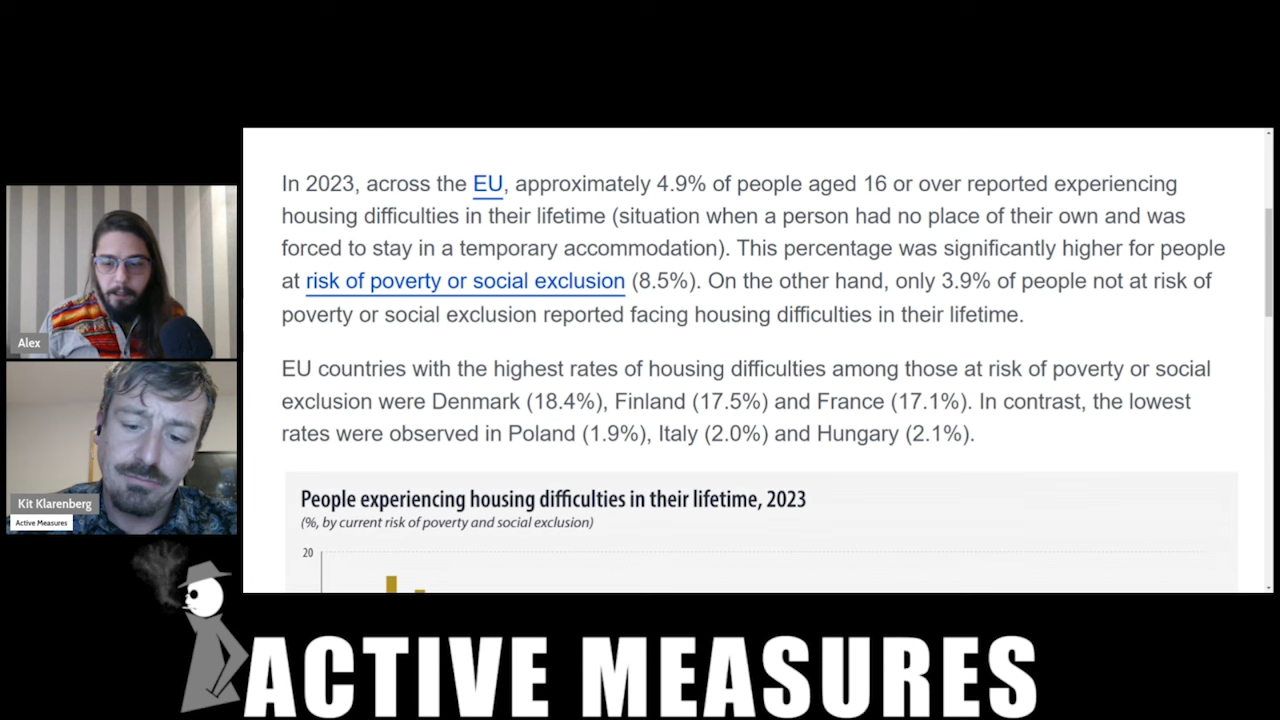 In 2023, across the EU, approximately 4.9% of people aged 16 or over reported experiencing
housing difficulties in their lifetime (situation when a person had no place of their own and was
forced to stay in a temporary accommodation). This percentage was significantly higher for people
at risk of poverty or social exclusion (8.5%). On the other hand, only 3.9% of people not at risk of
poverty or social exclusion reported facing housing difficulties in their lifetime.
EU countries with the highest rates of housing difficulties among those at risk of poverty or social
exclusion were Denmark (18.4%), Finland (17.5%) and France (17.1%). In contrast, the lowest
rates were observed in Poland (1.9%), Italy (2.0%) and Hungary (2.1%).
People experiencing housing difficulties in their lifetime, 2023
(%, by current risk of poverty and social exclusion)
20
Alex
Kit Klarenberg
Active Measures
ACTIVE MEASURES